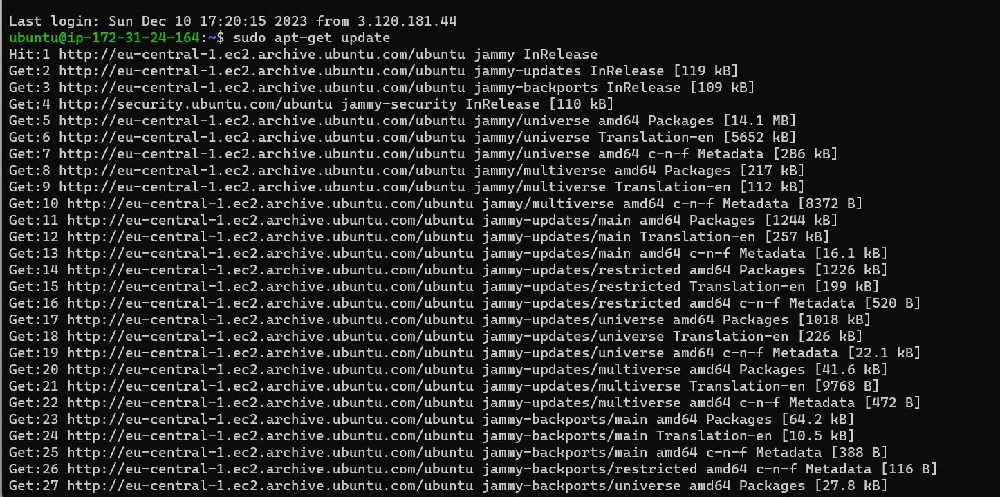 Last login: Sun Dec 10 17:20:15 2023 from 3.120.181.44
ubuntu@ip-172-31-24-164:~$ sudo apt-get update
Hit:1 http://eu-central-1.ec2.archive.ubuntu.com/ubuntu jammy InRelease
Get:2 http://eu-central-1.ec2.archive.ubuntu.com/ubuntu jammy-updates InRelease [119 kB]
Get:3 http://eu-central-1.ec2.archive.ubuntu.com/ubuntu jammy-backports InRelease [109 kB]
Get:4 http://security.ubuntu.com/ubuntu jammy-security InRelease [110 kB]
Get:5 http://eu-central-1.ec2.archive.ubuntu.com/ubuntu jammy/universe amd64 Packages [14.1 MB]
Get:6 http://eu-central-1.ec2.archive.ubuntu.com/ubuntu jammy/universe Translation-en [5652 kB]
Get:7 http://eu-central-1.ec2.archive.ubuntu.com/ubuntu jammy/universe amd64 c-n-f Metadata [286 kB]
Get:8 http://eu-central-1.ec2.archive.ubuntu.com/ubuntu jammy/multiverse amd64 Packages [217 kB]
Get:9 http://eu-central-1.ec2.archive.ubuntu.com/ubuntu jammy/multiverse Translation-en [112 kB]
Get:10 http://eu-central-1.ec2.archive.ubuntu.com/ubuntu jammy/multiverse amd64 c-n-f Metadata [8372 B]
Get:11 http://eu-central-1.ec2.archive.ubuntu.com/ubuntu jammy-updates/main amd64 Packages [1244 kB]
Get:12 http://eu-central-1.ec2.archive.ubuntu.com/ubuntu jammy-updates/main Translation-en [257 kB]
Get:13 http://eu-central-1.ec2.archive.ubuntu.com/ubuntu jammy-updates/main amd64 c-n-f Metadata [16.1 kB]
Get:14 http://eu-central-1.ec2.archive.ubuntu.com/ubuntu jammy-updates/restricted amd64 Packages [1226 kB]
Get:15 http://eu-central-1.ec2.archive.ubuntu.com/ubuntu jammy-updates/restricted Translation-en [199 kB]
Get:16 http://eu-central-1.ec2.archive.ubuntu.com/ubuntu jammy-updates/restricted amd64 c-n-f Metadata [520 B]
Get:17 http://eu-central-1.ec2.archive.ubuntu.com/ubuntu jammy-updates/universe amd64 Packages [1018 kB]
Get:18 http://eu-central-1.ec2.archive.ubuntu.com/ubuntu jammy-updates/universe Translation-en [226 kB]
Get:19 http://eu-central-1.ec2.archive.ubuntu.com/ubuntu jammy-updates/universe amd64 c-n-f Metadata [22.1 kB]
Get:20 http://eu-central-1.ec2.archive.ubuntu.com/ubuntu jammy-updates/multiverse amd64 Packages [41.6 kB]
Get:21 http://eu-central-1.ec2.archive.ubuntu.com/ubuntu jammy-updates/multiverse Translation-en [9768 B]
Get:22 http://eu-central-1.ec2.archive.ubuntu.com/ubuntu jammy-updates/multiverse amd64 c-n-f Metadata [472 B]
Get:23 http://eu-central-1.ec2.archive.ubuntu.com/ubuntu jammy-backports/main amd64 Packages [64.2 kB]
Get:24 http://eu-central-1.ec2.archive.ubuntu.com/ubuntu jammy-backports/main Translation-en [10.5 kB]
Get:25 http://eu-central-1.ec2.archive.ubuntu.com/ubuntu jammy-backports/main amd64 c-n-f Metadata [388 B]
Get:26 http://eu-central-1.ec2.archive.ubuntu.com/ubuntu jammy-backports/restricted amd64 c-n-f Metadata [116 B]
Get:27 http://eu-central-1.ec2.archive.ubuntu.com/ubuntu jammy-backports/universe amd64 Packages [27.8 kB]